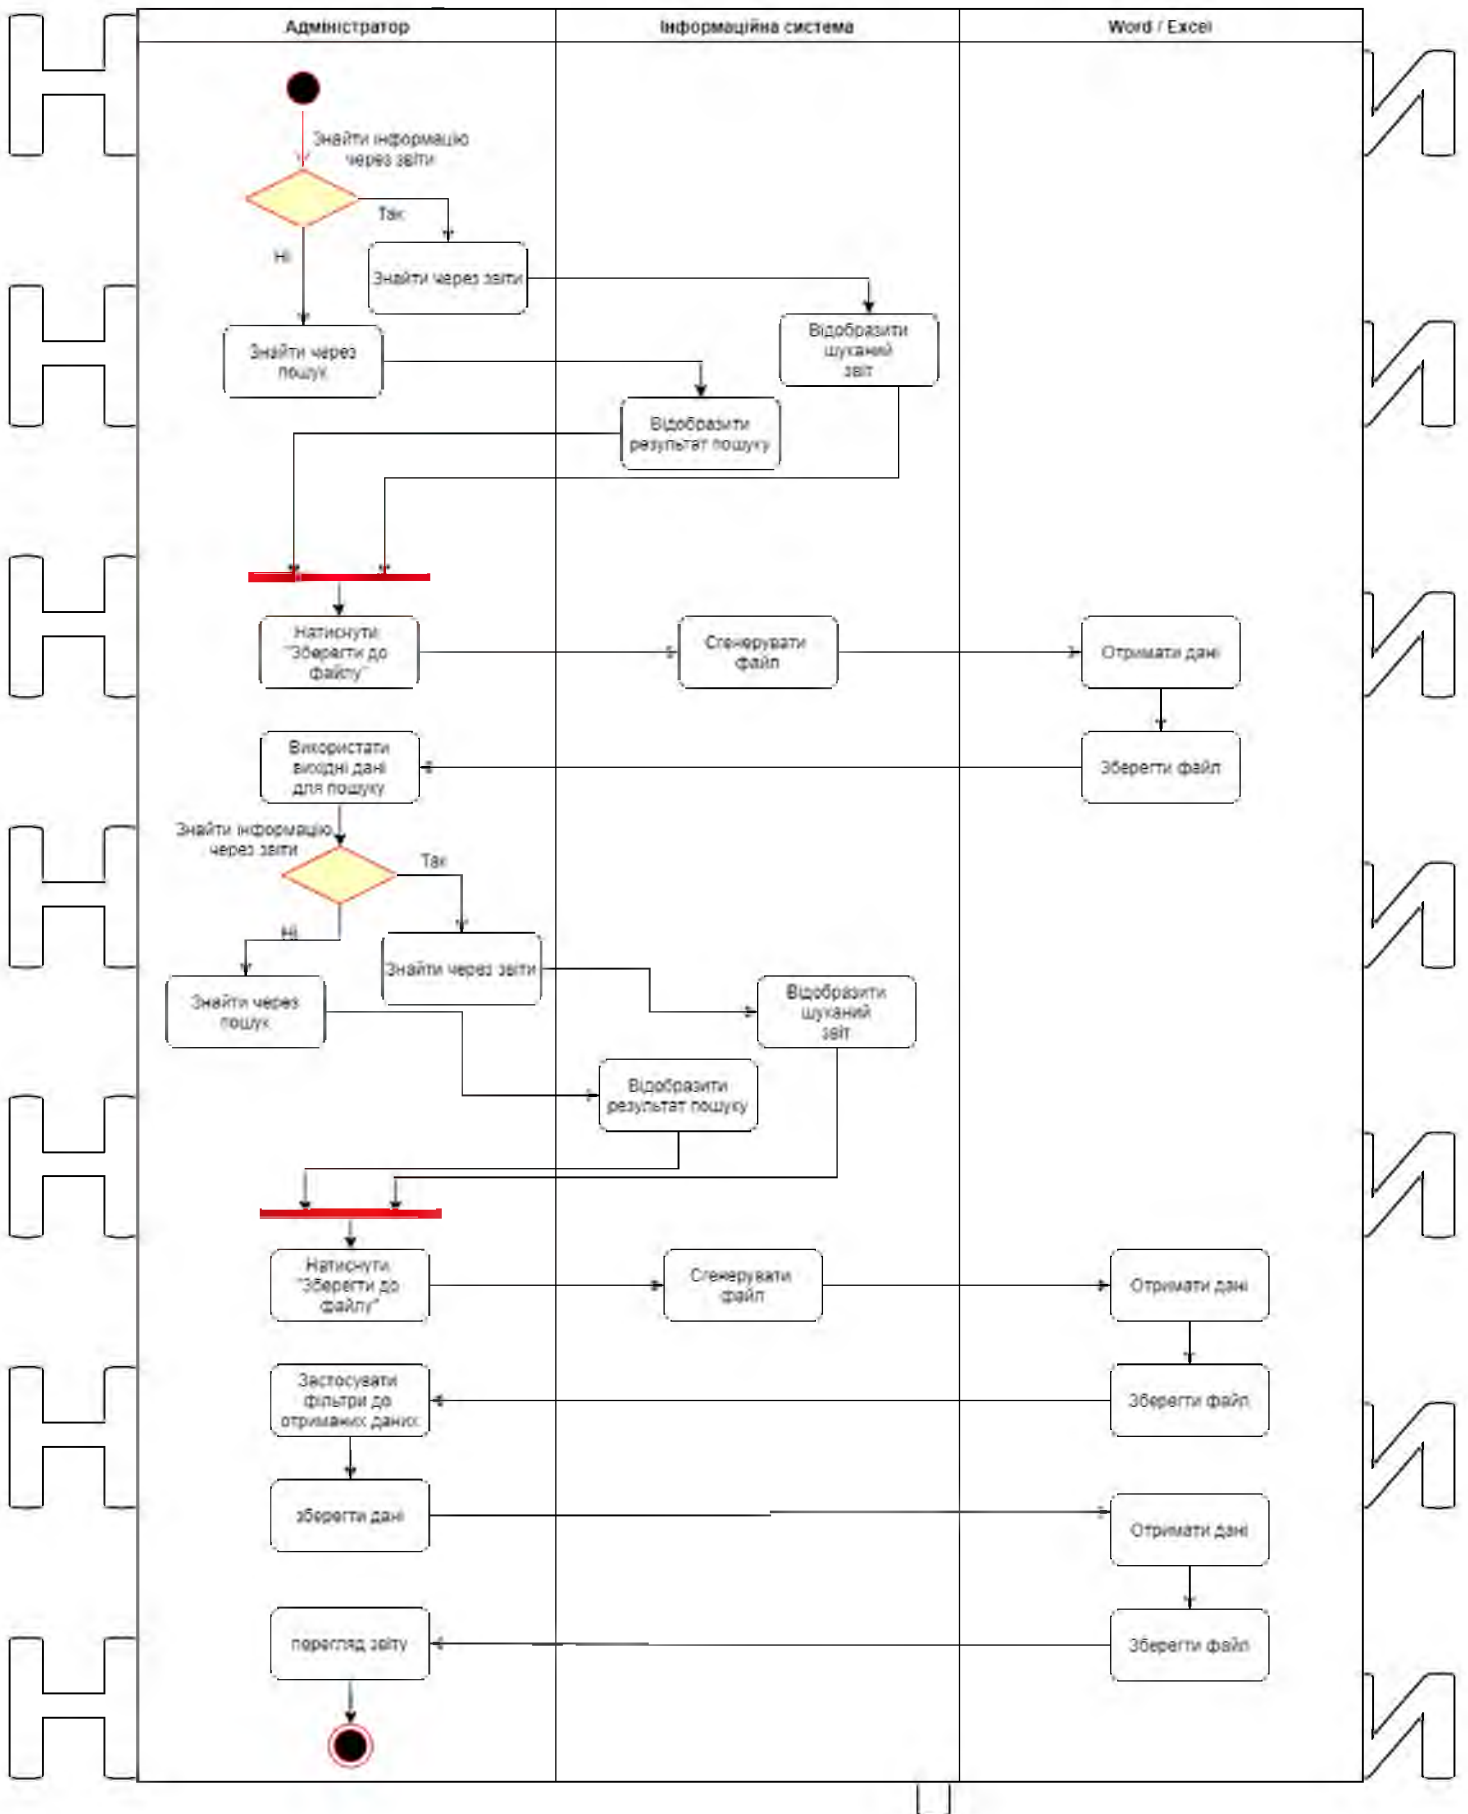 Адміністратор
Інформаційна система
Word / Excel
Знайти інформацію
через звіти
Так
Ні
Знайти через звіти
Відобразити
шуканий
звіт
Знайти через
пошук
Відобразити
результат пошуку
Натиснути
"Зберегти до
файлу"
Сгенерувати
файл
Отримати дані
Використати
вихідні дані
для пошуку
Зберегти файл
Знайти інформацію
через звіти
Так
Ні
Знайти через звіти
Знайти через
пошук
Відобразити
шуканий
звіт
Відобразити
результат пошуку
Натиснути
"Зберегти до
файлу"
Сгенерувати
файл
Отримати дані
Застосувати
фільтри до
отриманих даних
Зберегти файл
зберегти дані
Отримати дані
перегляд звіту
Зберегти файл